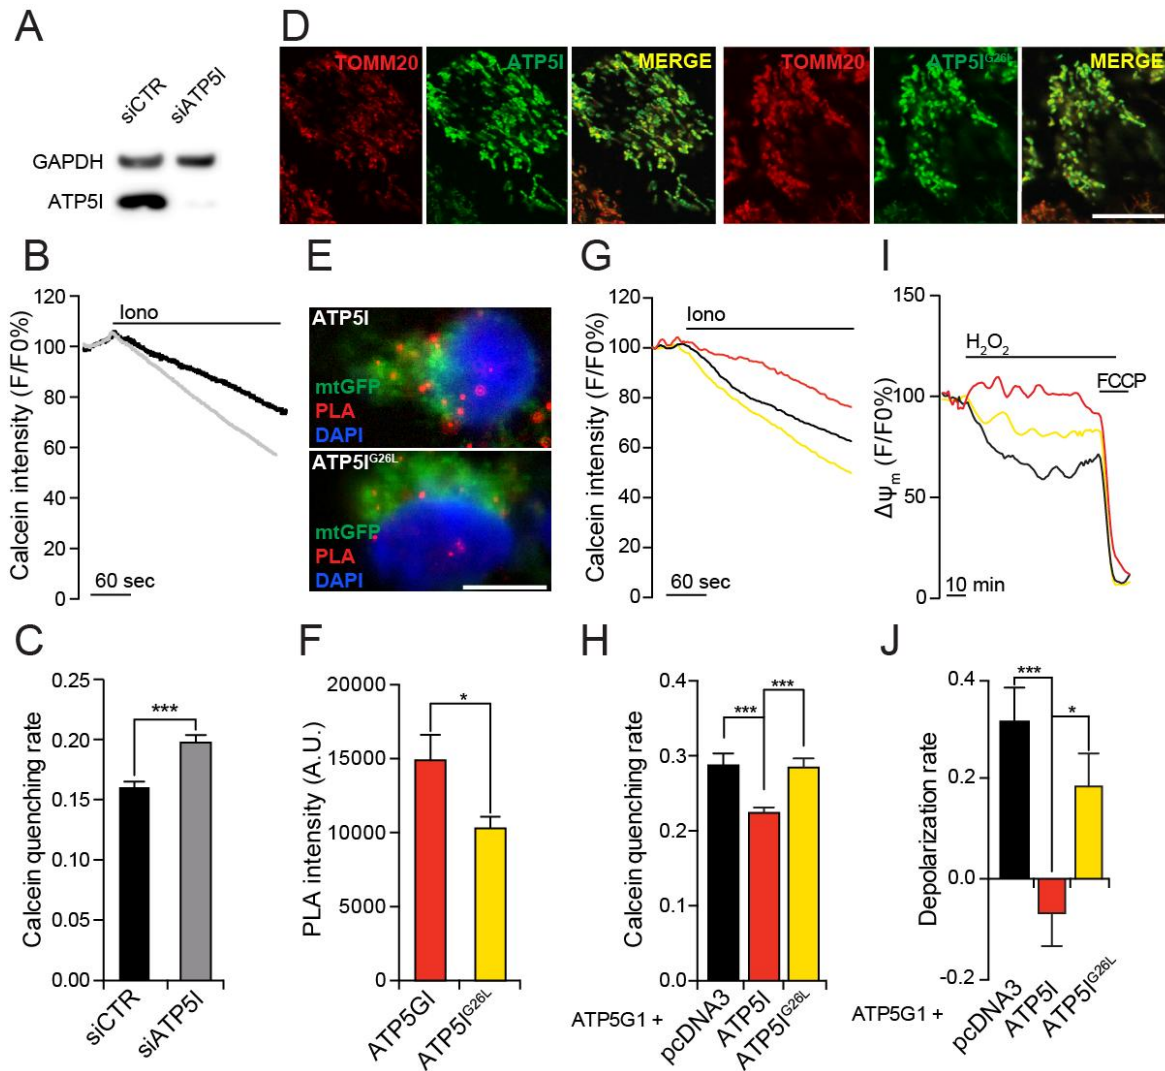 A
siCTR siATP5I
GAPDH
ATP5I
D
TOMM20 ATP5I MERGE TOMM20 ATP5I^G26L MERGE
B
Calcein intensity (F/F0%)
120
100
80
60
40
20
0
Iono
60 sec
E
ATP5I
mtGFP
PLA
DAPI
ATP5I^G26L
mtGFP
PLA
DAPI
G
Calcein intensity (F/F0%)
120
100
80
60
40
20
0
Iono
60 sec
I
Δψm (F/F0%)
150
100
50
0
H2O2
FCCP
10 min
C
Calcein quenching rate
0.25
0.20
0.15
0.10
0.05
0.00
***
siCTR siATP5I
F
PLA intensity (A.U.)
20000
15000
10000
5000
0
*
ATP5GI ATP5I^G26L
H
Calcein quenching rate
0.4
0.3
0.2
0.1
0.0
*** ***
ATP5G1 + pcDNA3 ATP5I ATP5I^G26L
J
Depolarization rate
0.4
0.2
0.0
-0.2
***
*
ATP5G1 + pcDNA3 ATP5I ATP5I^G26L